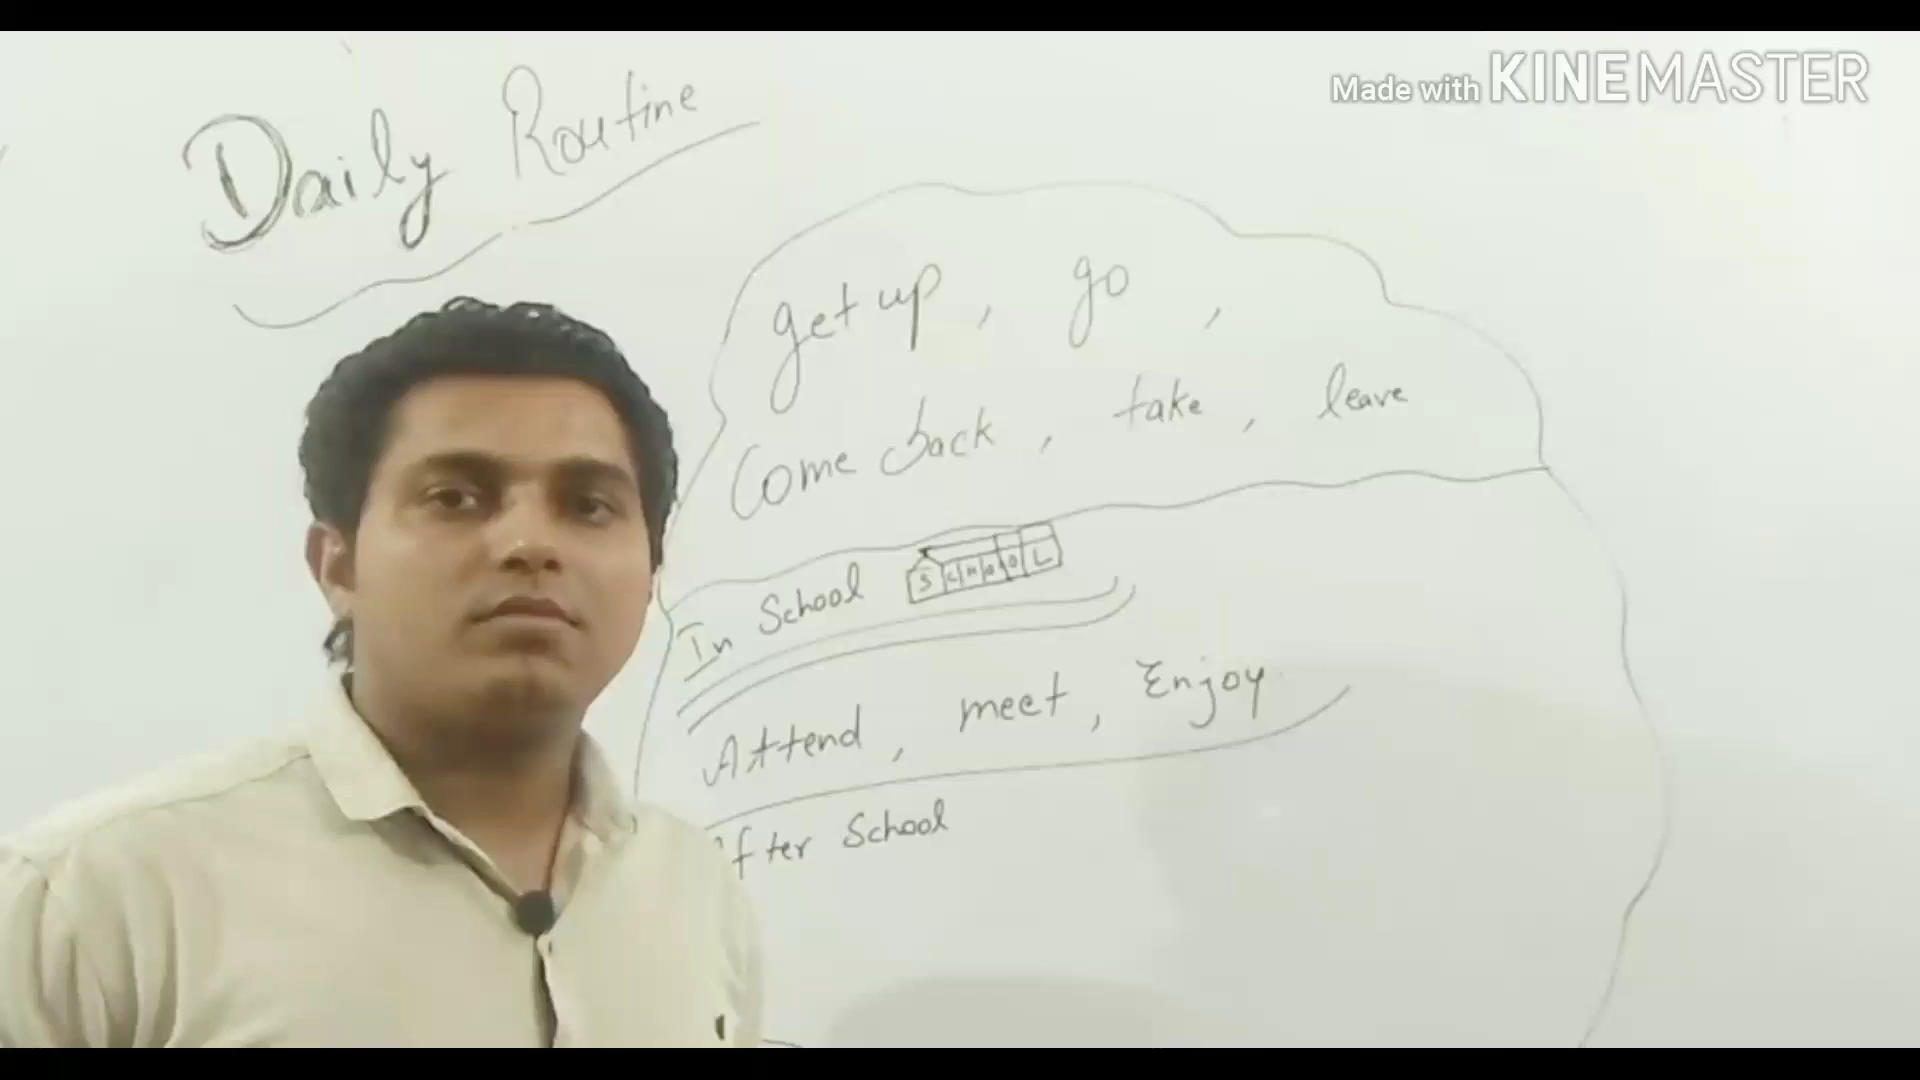 Made with KINEMASTER
Daily Routine
get up, go,
Come back, take, leave
In School SCHOOL
Attend, meet, Enjoy
After School